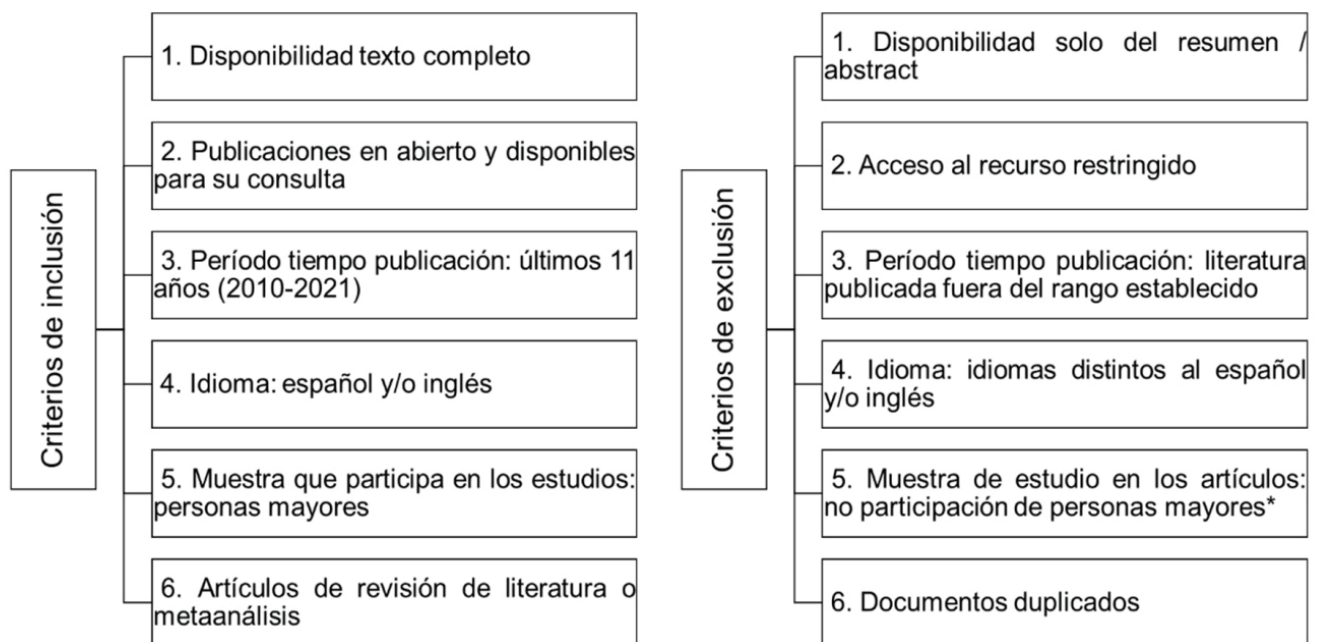 Criterios de inclusión
1. Disponibilidad texto completo
2. Publicaciones en abierto y disponibles
para su consulta
3. Período tiempo publicación: últimos 11
años (2010-2021)
4. Idioma: español y/o inglés
5. Muestra que participa en los estudios:
personas mayores
6. Artículos de revisión de literatura o
metaanálisis
Criterios de exclusión
1. Disponibilidad solo del resumen /
abstract
2. Acceso al recurso restringido
3. Período tiempo publicación: literatura
publicada fuera del rango establecido
4. Idioma: idiomas distintos al español
y/o inglés
5. Muestra de estudio en los artículos:
no participación de personas mayores*
6. Documentos duplicados